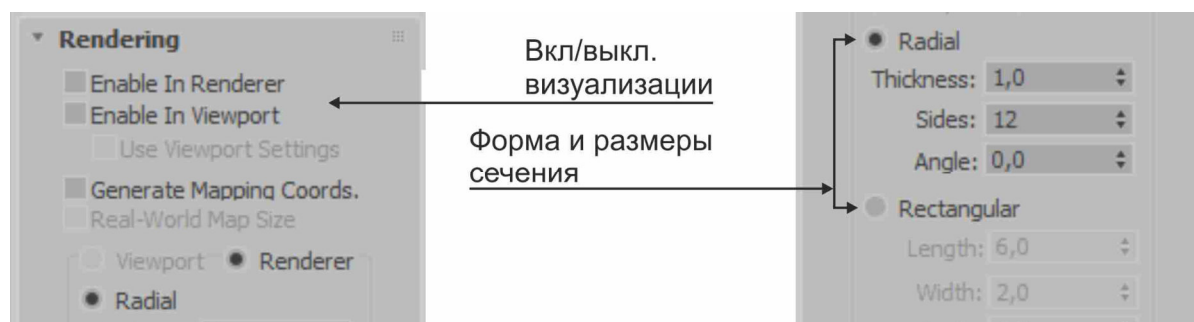 Rendering
Enable In Renderer
Enable In Viewport
Use Viewport Settings
Generate Mapping Coords.
Real-World Map Size
Viewport Renderer
Radial
Вкл/выкл.
визуализации
Форма и размеры
сечения
Radial
Thickness: 1,0
Sides: 12
Angle: 0,0
Rectangular
Length: 6,0
Width: 2,0